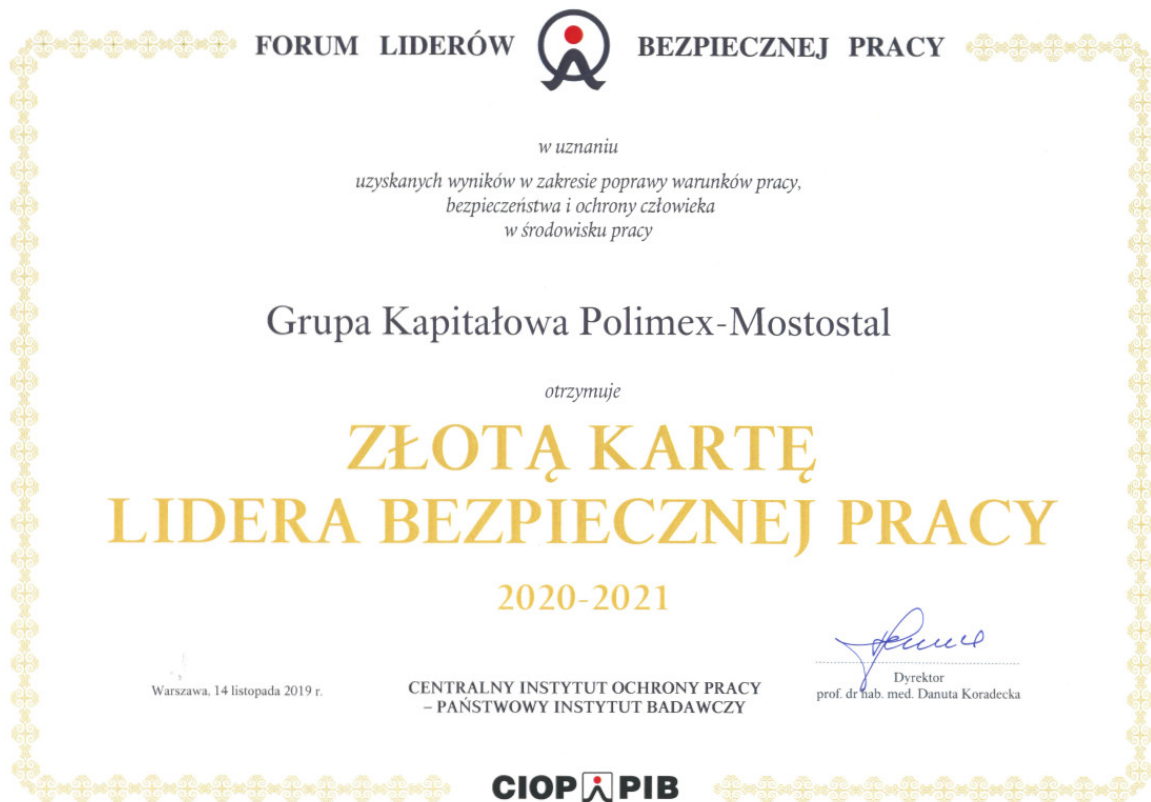 FORUM LIDERÓW BEZPIECZNEJ PRACY
w uznaniu
uzyskanych wyników w zakresie poprawy warunków pracy,
bezpieczeństwa i ochrony człowieka
w środowisku pracy
Grupa Kapitałowa Polimex-Mostostal
otrzymuje
ZŁOTĄ KARTĘ
LIDERA BEZPIECZNEJ PRACY
2020-2021
Warszawa, 14 listopada 2019 r.
CENTRALNY INSTYTUT OCHRONY PRACY
– PAŃSTWOWY INSTYTUT BADAWCZY
Dyrektor
prof. dr hab. med. Danuta Koradecka
CIOP PIB